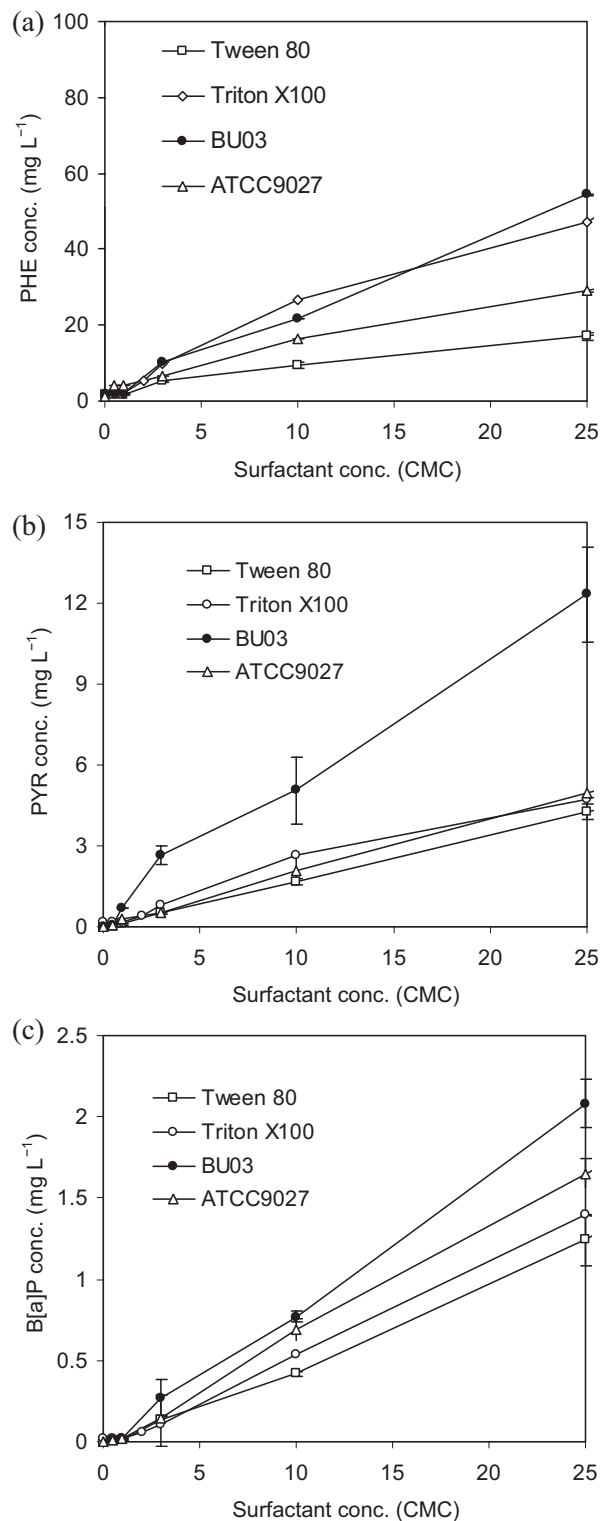 (a)
100
80
60
40
20
0
PHE conc. (mg L⁻¹)
Tween 80
Triton X100
BU03
ATCC9027
0 5 10 15 20 25
Surfactant conc. (CMC)
(b)
15
12
9
6
3
0
PYR conc. (mg L⁻¹)
Tween 80
Triton X100
BU03
ATCC9027
0 5 10 15 20 25
Surfactant conc. (CMC)
(c)
2.5
2
1.5
1
0.5
0
B[a]P conc. (mg L⁻¹)
Tween 80
Triton X100
BU03
ATCC9027
0 5 10 15 20 25
Surfactant conc. (CMC)